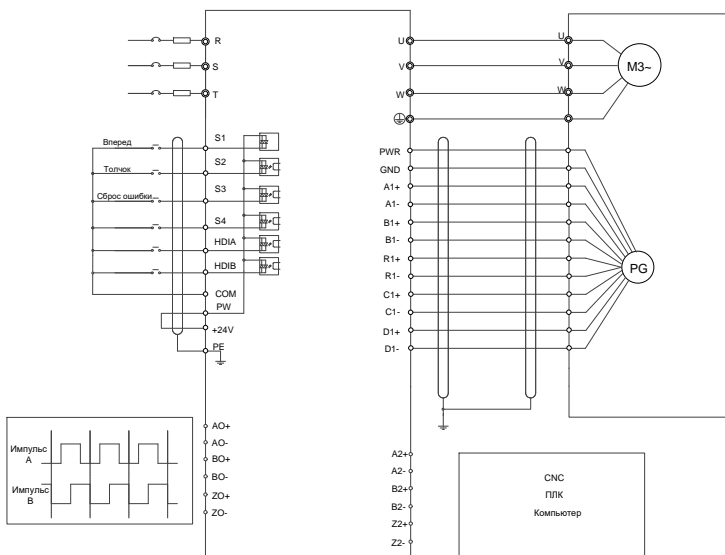 R
S
T
U
V
W
U
V
W
M3~
Вперед
Толчок
Сброс ошибки
S1
S2
S3
S4
HDIA
HDIB
COM
PW
+24V
PE
PWR
GND
A1+
A1-
B1+
B1-
R1+
R1-
C1+
C1-
D1+
D1-
PG
Импульс
A
Импульс
B
AO+
AO-
BO+
BO-
ZO+
ZO-
A2+
A2-
B2+
B2-
Z2+
Z2-
CNC
ПЛК
Компьютер